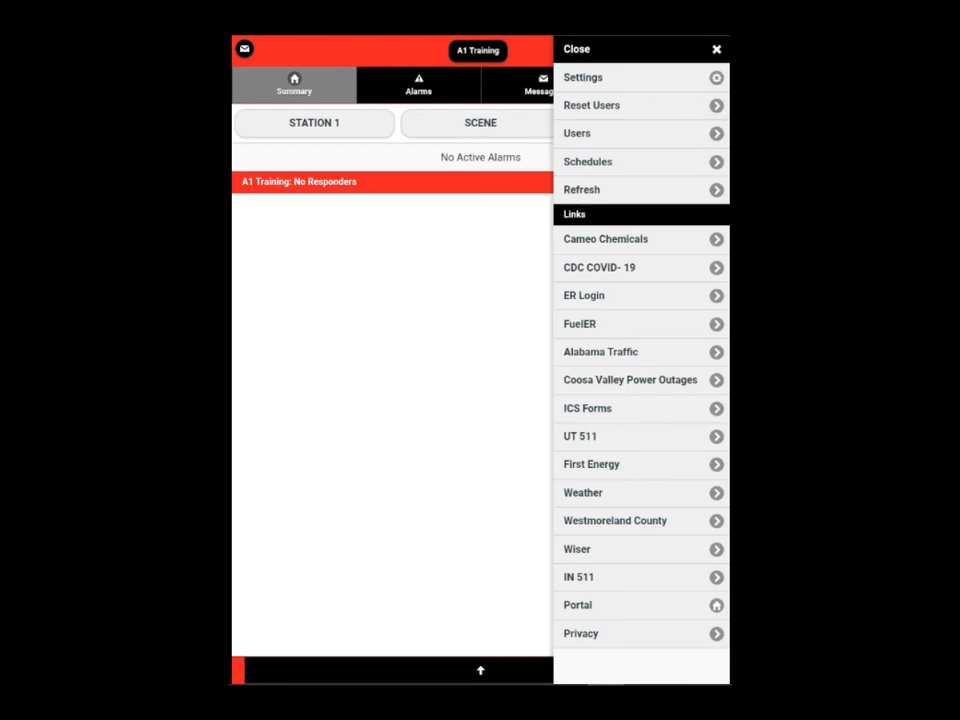 A1 Training
Close
Summary
Alarms
Messag
Settings
Reset Users
Users
Schedules
Refresh
STATION 1
SCENE
No Active Alarms
A1 Training: No Responders
Links
Cameo Chemicals
CDC COVID- 19
ER Login
FuelER
Alabama Traffic
Coosa Valley Power Outages
ICS Forms
UT 511
First Energy
Weather
Westmoreland County
Wiser
IN 511
Portal
Privacy